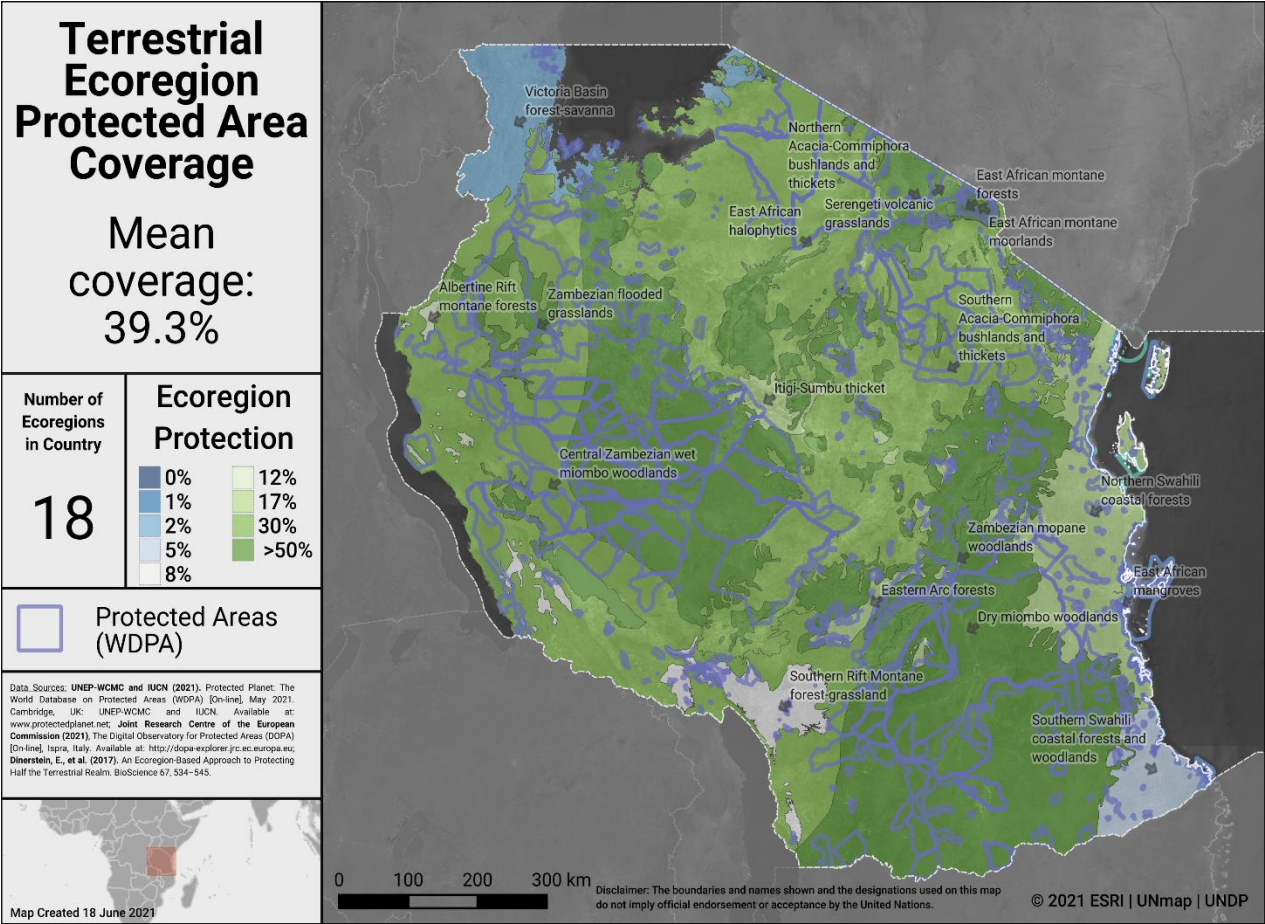 Terrestrial
Ecoregion
Protected Area
Coverage
Mean
coverage:
39.3%
Number of
Ecoregions
in Country
18
Ecoregion
Protection
0%
1%
2%
5%
8%
12%
17%
30%
>50%
Protected Areas
(WDPA)
Data Sources: UNEP-WCMC and IUCN (2021). Protected Planet: The
World Database on Protected Areas (WDPA) [On-line], May 2021.
Cambridge, UK: UNEP-WCMC and IUCN. Available at:
www.protectedplanet.net; Joint Research Centre of the European
Commission (2021), The Digital Observatory for Protected Areas (DOPA)
[On-line], Ispra, Italy. Available at: http://dopa-explorer.jrc.ec.europa.eu;
Dinerstein, E., et al. (2017). An Ecoregion-Based Approach to Protecting
Half the Terrestrial Realm. BioScience 67, 534–545.
Map Created 18 June 2021
Victoria Basin
forest-savanna
Northern
Acacia-Commiphora
bushlands and
thickets
East African montane
forests
Serengeti volcanic
grasslands
East African
halophytics
East African montane
moorlands
Albertine Rift
montane forests
Zambezian flooded
grasslands
Southern
Acacia-Commiphora
bushlands and
thickets
Itigi-Sumbu thicket
Central Zambezian wet
miombo woodlands
Northern Swahili
coastal forests
Zambezian mopane
woodlands
East African
mangroves
Eastern Arc forests
Dry miombo woodlands
Southern Rift Montane
forest-grassland
Southern Swahili
coastal forests and
woodlands
0 100 200 300 km
Disclaimer: The boundaries and names shown and the designations used on this map
do not imply official endorsement or acceptance by the United Nations.
© 2021 ESRI | UNmap | UNDP